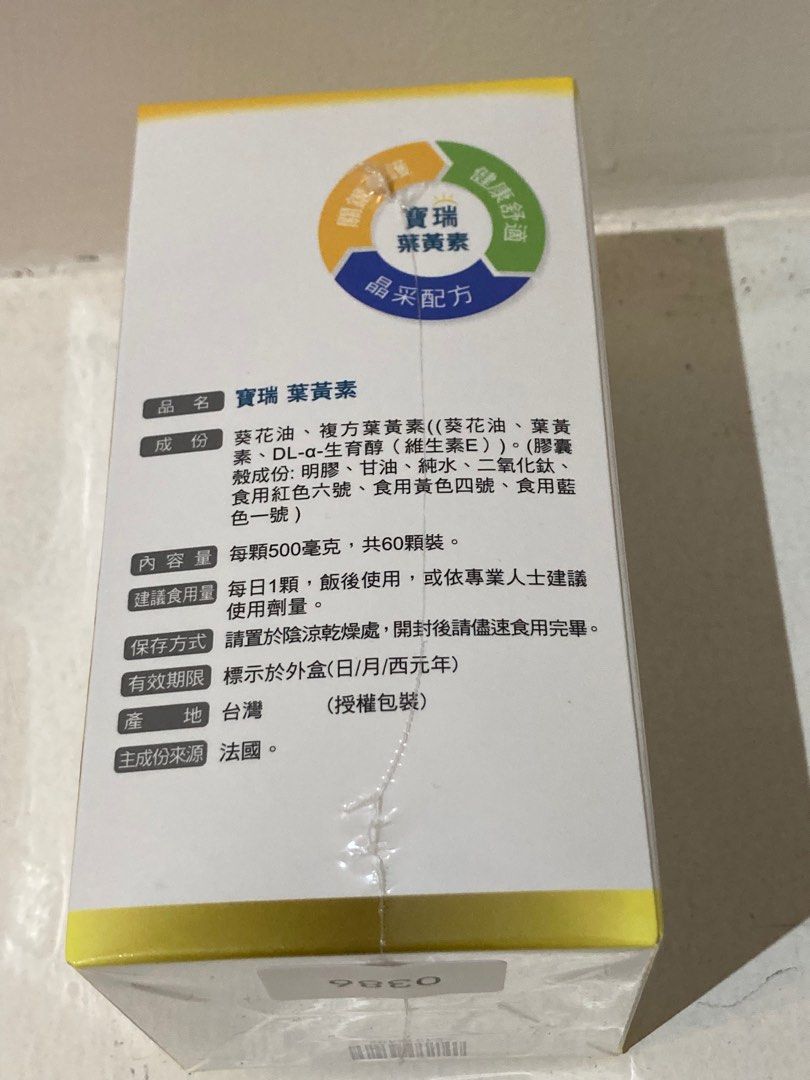 關鍵
健康舒適
寶瑞
葉黃素
晶采配方
品名 寶瑞 葉黃素
成份 葵花油、複方葉黃素((葵花油、葉黃
素、DL-α-生育醇（維生素E）)。(膠囊
殼成份: 明膠、甘油、純水、二氧化鈦、
食用紅色六號、食用黃色四號、食用藍
色一號 )
內容量 每顆500毫克，共60顆裝。
建議食用量 每日1顆，飯後使用，或依專業人士建議
使用劑量。
保存方式 請置於陰涼乾燥處，開封後請儘速食用完畢。
有效期限 標示於外盒(日/月/西元年)
產地 台灣 (授權包裝)
主成份來源 法國。
0386